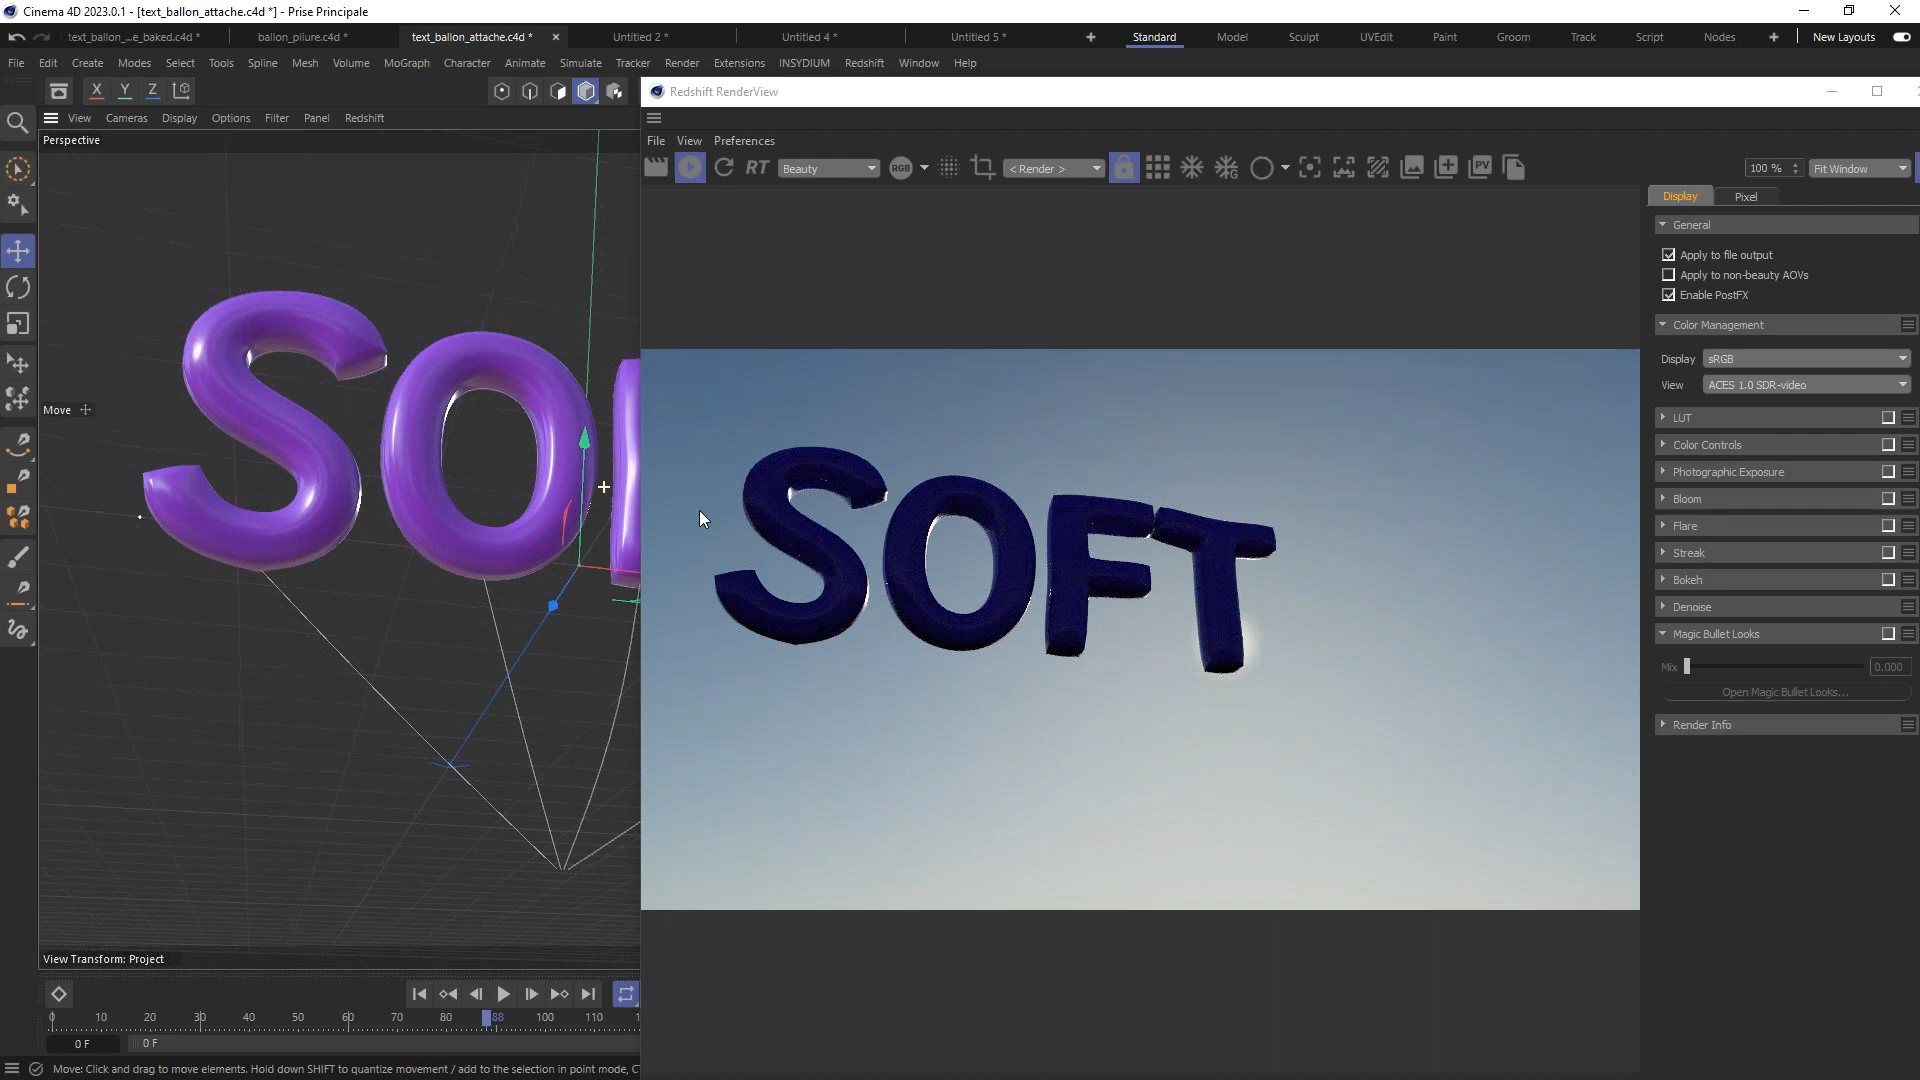 Cinema 4D 2023.0.1 - [text_ballon_attache.c4d *] - Prise Principale
text_ballon_...e_baked.c4d *
ballon_pliure.c4d *
text_ballon_attache.c4d *
Untitled 2 *
Untitled 4 *
Untitled 5 *
Standard
Model
Sculpt
UVEdit
Paint
Groom
Track
Script
Nodes
New Layouts
File Edit Create Modes Select Tools Spline Mesh Volume MoGraph Character Animate Simulate Tracker Render Extensions INSYDIUM Redshift Window Help
X Y Z
Redshift RenderView
View Cameras Display Options Filter Panel Redshift
Perspective
File View Preferences
RT
Beauty
RGB
< Render >
PV
100 %
Fit Window
Display
Pixel
General
Apply to file output
Apply to non-beauty AOVs
Enable PostFX
Color Management
Display
sRGB
View
ACES 1.0 SDR-video
LUT
Color Controls
Photographic Exposure
Bloom
Flare
Streak
Bokeh
Denoise
Magic Bullet Looks
Mix
0.000
Open Magic Bullet Looks...
Render Info
SO
Move
SOFT
View Transform: Project
0 10 20 30 40 50 60 70 80 88 100 110
0 F
0 F
Move: Click and drag to move elements. Hold down SHIFT to quantize movement / add to the selection in point mode,